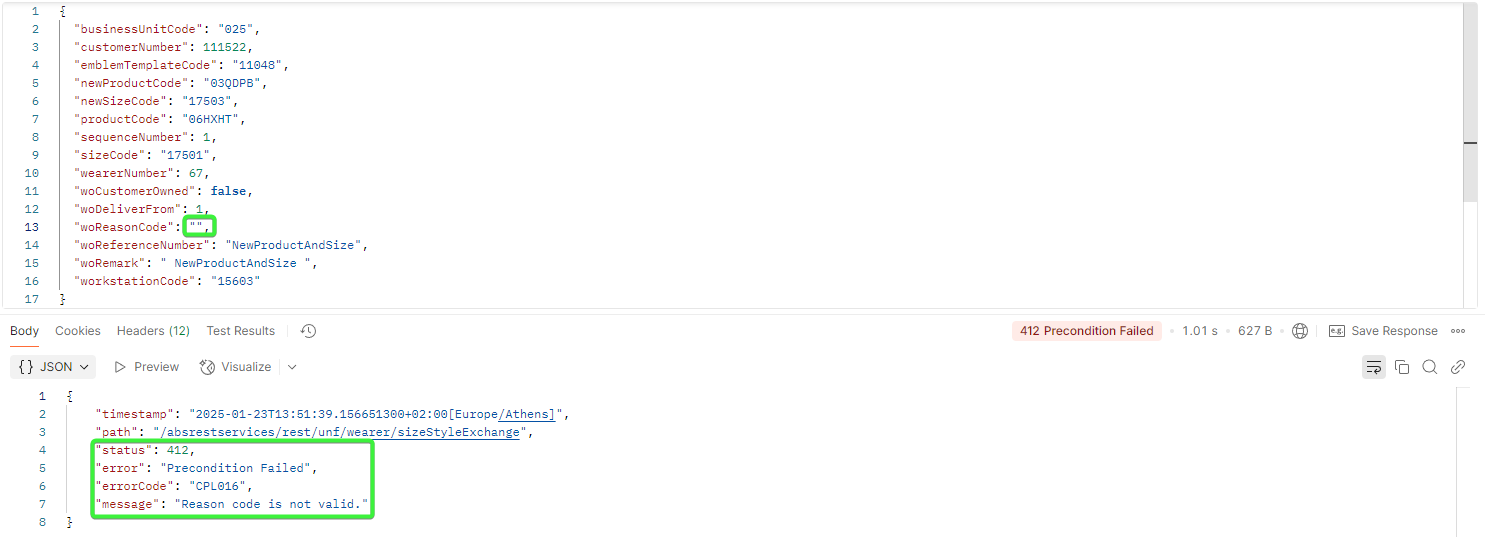 1 {
2 "businessUnitCode": "025",
3 "customerNumber": 111522,
4 "emblemTemplateCode": "11048",
5 "newProductCode": "03QDPB",
6 "newSizeCode": "17503",
7 "productCode": "06HXHT",
8 "sequenceNumber": 1,
9 "sizeCode": "17501",
10 "wearerNumber": 67,
11 "woCustomerOwned": false,
12 "woDeliverFrom": 1,
13 "woReasonCode": "",
14 "woReferenceNumber": "NewProductAndSize",
15 "woRemark": " NewProductAndSize ",
16 "workstationCode": "15603"
17 }
Body Cookies Headers (12) Test Results 412 Precondition Failed • 1.01 s • 627 B • e.g. Save Response
{} JSON Preview Visualize
1 {
2 "timestamp": "2025-01-23T13:51:39.156651300+02:00[Europe/Athens]",
3 "path": "/absrestservices/rest/unf/wearer/sizeStyleExchange",
4 "status": 412,
5 "error": "Precondition Failed",
6 "errorCode": "CPL016",
7 "message": "Reason code is not valid."
8 }